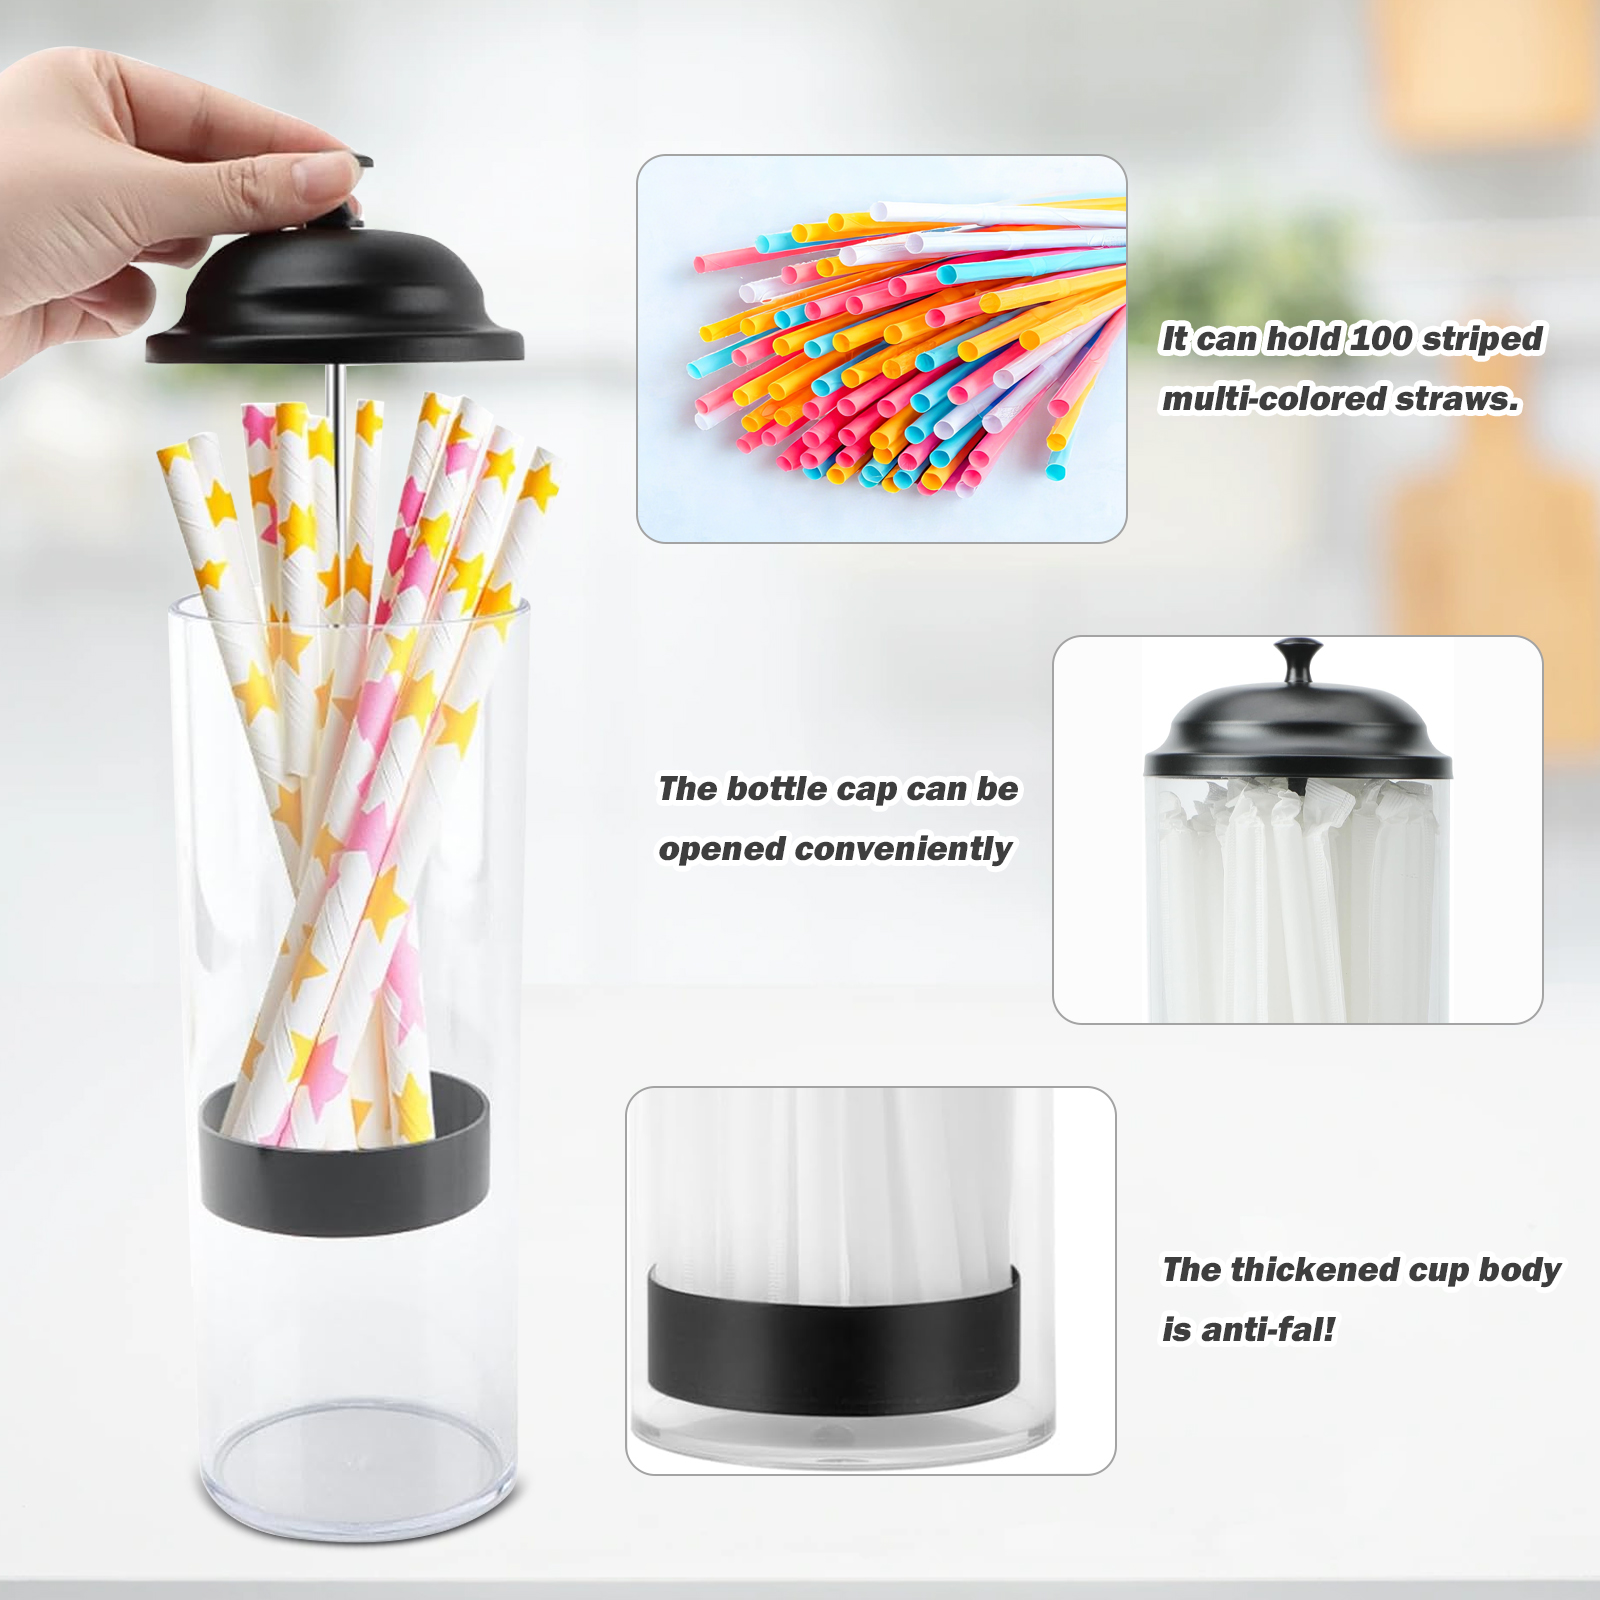 It can hold 100 striped
multi-colored straws.
The bottle cap can be
opened conveniently
The thickened cup body
is anti-fal!